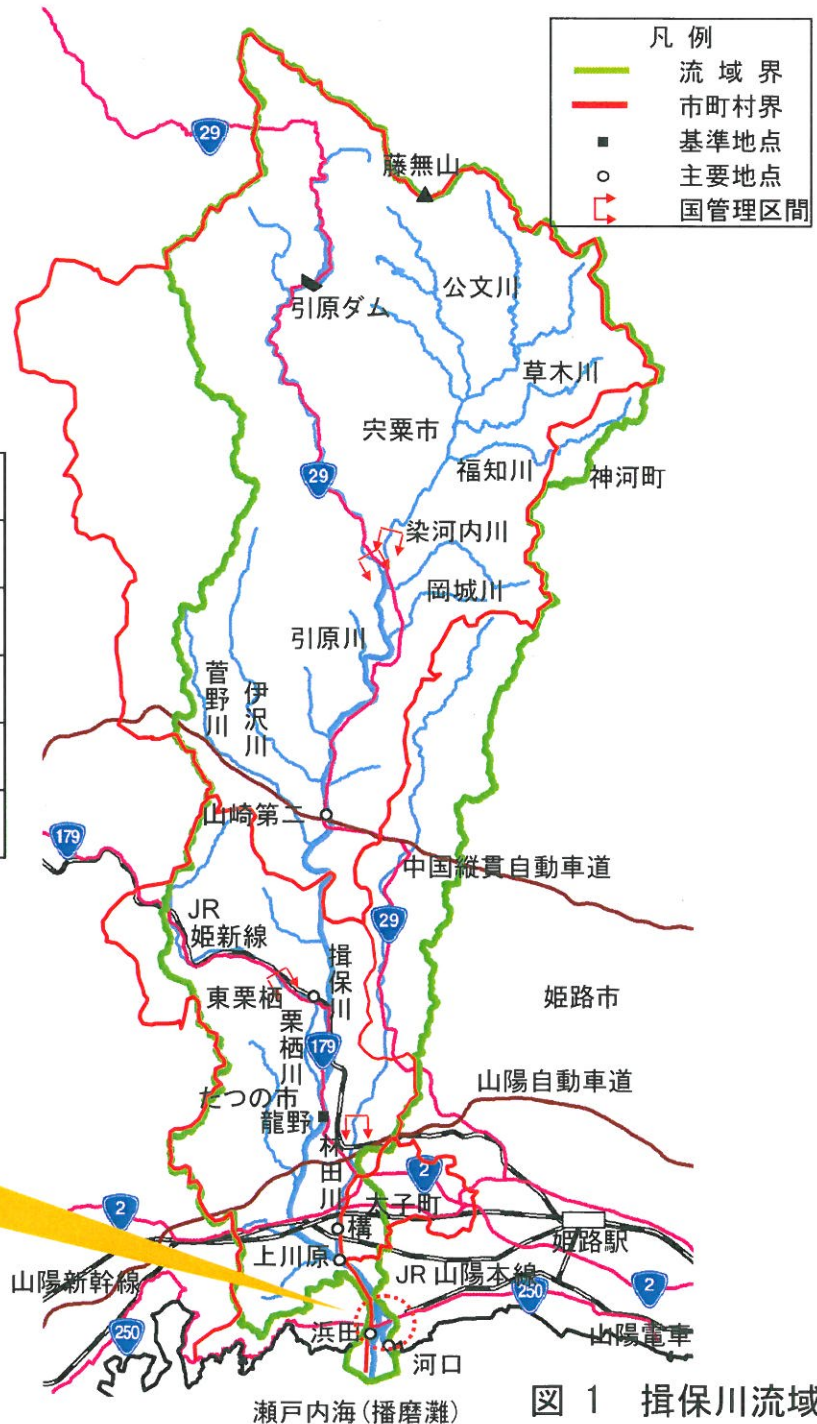 凡例
流域界
市町村界
基準地点
主要地点
国管理区間
29
藤無山
引原ダム
公文川
草木川
宍粟市
福知川
神河町
29
染河内川
岡城川
引原川
菅野川
伊沢川
山崎第二
中国縦貫自動車道
179
29
JR
姫新線
揖保川
東栗栖
栗栖川
姫路市
179
山陽自動車道
たつの市
龍野
林田川
2
太子町
2
構
姫路駅
上川原
JR山陽本線
山陽新幹線
2
250
250
浜田
山陽電車
河口
瀬戸内海(播磨灘)
図 1 揖保川流域